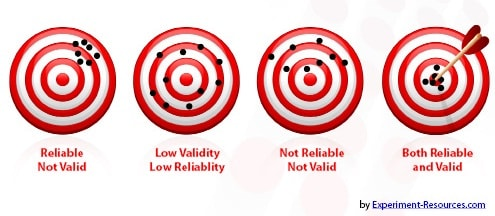 Reliable
Not Valid
Low Validity
Low Reliablity
Not Reliable
Not Valid
Both Reliable
and Valid
by Experiment-Resources.com